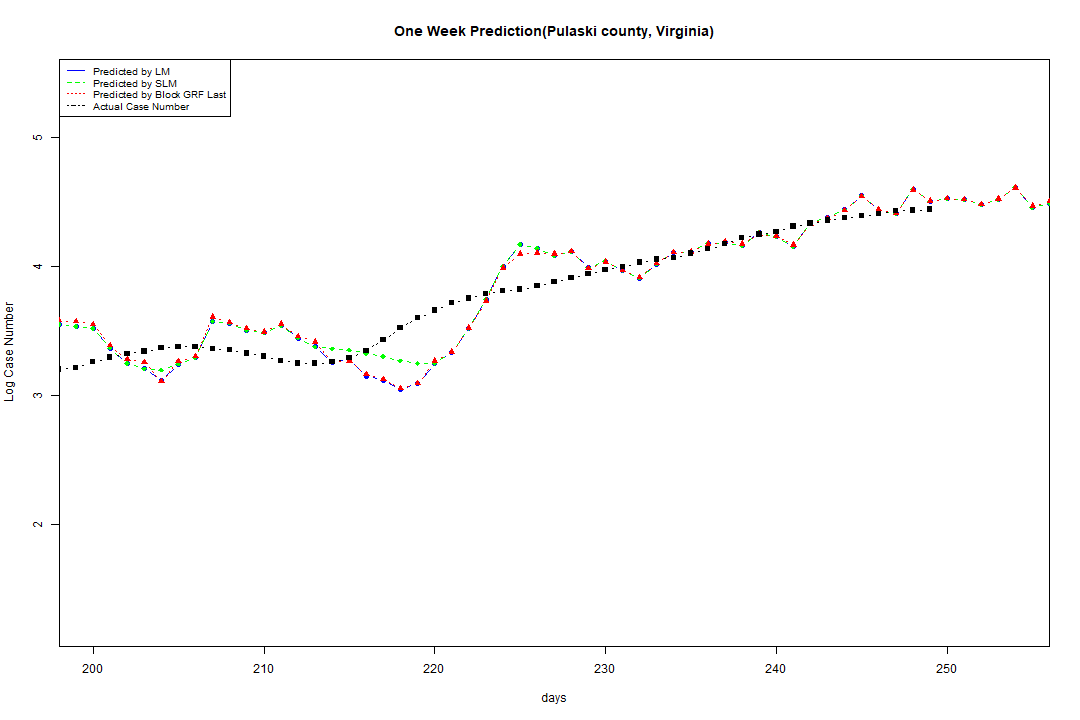 One Week Prediction(Pulaski county, Virginia)
Predicted by LM
Predicted by SLM
Predicted by Block GRF Last
Actual Case Number
5
4
3
2
Log Case Number
200 210 220 230 240 250
days